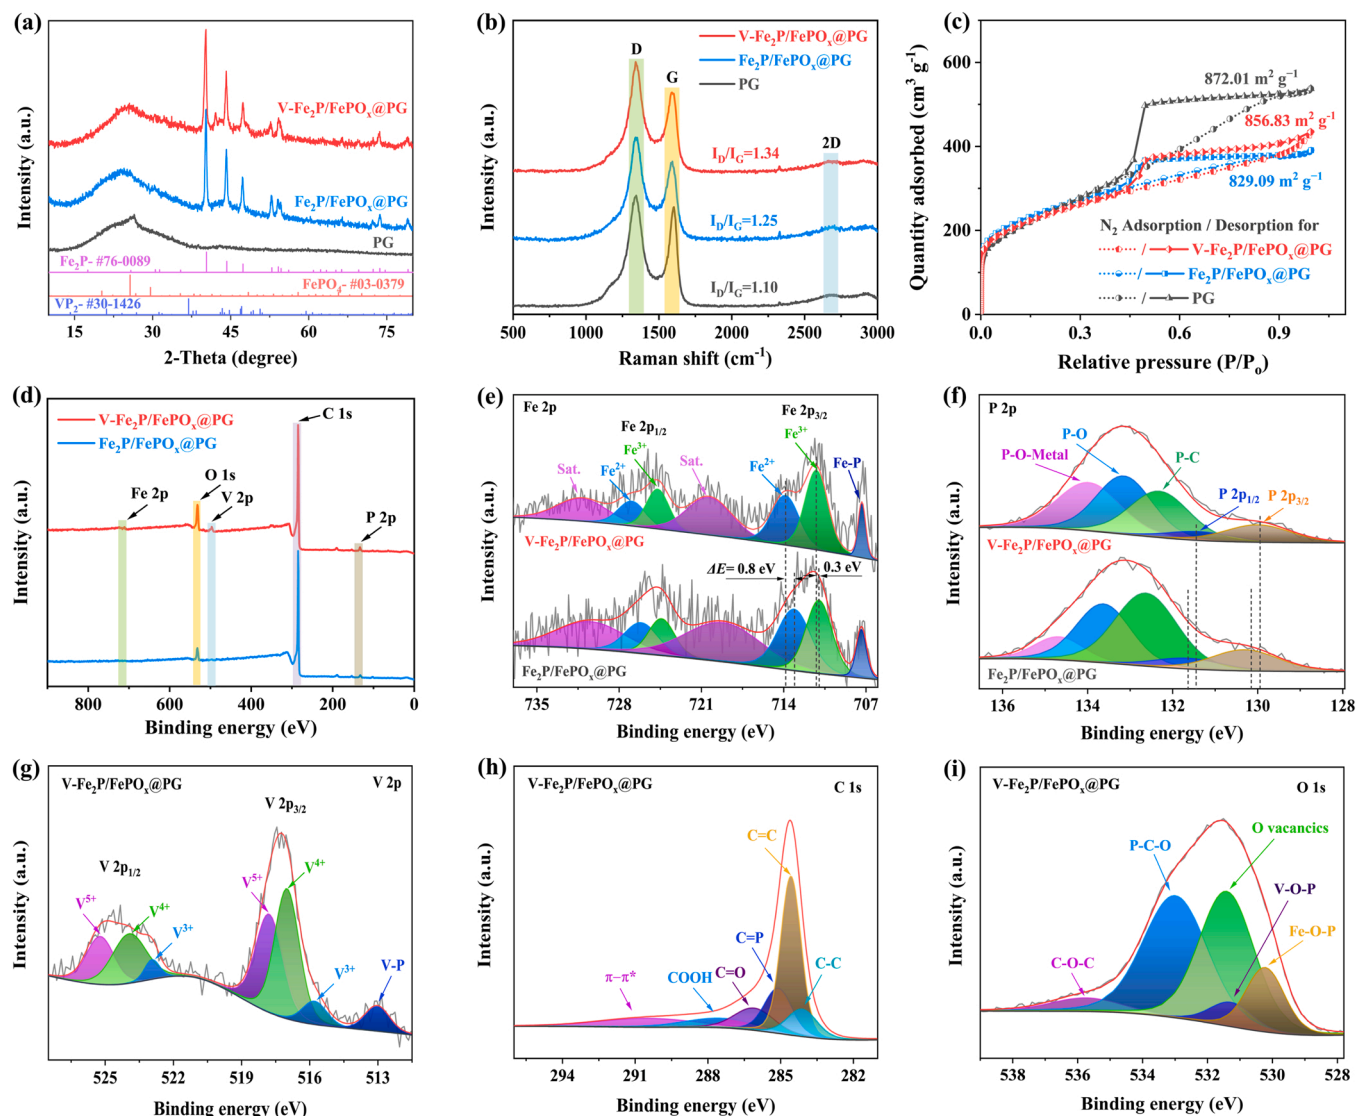 (a)
Intensity (a.u.)
V-Fe₂P/FePOₓ@PG
Fe₂P/FePOₓ@PG
PG
Fe₂P- #76-0089
FePO₄- #03-0379
VP₂- #30-1426
15 30 45 60 75
2-Theta (degree)
(b)
Intensity (a.u.)
D
G
2D
V-Fe₂P/FePOₓ@PG
Fe₂P/FePOₓ@PG
PG
I_D/I_G=1.34
I_D/I_G=1.25
I_D/I_G=1.10
500 1000 1500 2000 2500 3000
Raman shift (cm⁻¹)
(c)
Quantity adsorbed (cm³ g⁻¹)
600
400
200
0
872.01 m² g⁻¹
856.83 m² g⁻¹
829.09 m² g⁻¹
N₂ Adsorption / Desorption for
/ V-Fe₂P/FePOₓ@PG
/ Fe₂P/FePOₓ@PG
/ PG
0.0 0.3 0.6 0.9
Relative pressure (P/Pₒ)
(d)
Intensity (a.u.)
V-Fe₂P/FePOₓ@PG
Fe₂P/FePOₓ@PG
C 1s
O 1s
Fe 2p
V 2p
P 2p
800 600 400 200 0
Binding energy (eV)
(e)
Intensity (a.u.)
Fe 2p
Fe 2p₃/₂
Fe 2p₁/₂
Fe³⁺
Fe³⁺
Sat.
Fe²⁺
Sat.
Fe²⁺
Fe-P
V-Fe₂P/FePOₓ@PG
ΔE= 0.8 eV
0.3 eV
Fe₂P/FePOₓ@PG
735 728 721 714 707
Binding energy (eV)
(f)
Intensity (a.u.)
P 2p
P-O
P-O-Metal
P-C
P 2p₁/₂
P 2p₃/₂
V-Fe₂P/FePOₓ@PG
Fe₂P/FePOₓ@PG
136 134 132 130 128
Binding energy (eV)
(g)
Intensity (a.u.)
V-Fe₂P/FePOₓ@PG
V 2p
V 2p₃/₂
V 2p₁/₂
V⁵⁺
V⁴⁺
V³⁺
V⁵⁺
V⁴⁺
V³⁺
V-P
525 522 519 516 513
Binding energy (eV)
(h)
Intensity (a.u.)
V-Fe₂P/FePOₓ@PG
C 1s
C=C
C=P
C=O
COOH
π–π*
C-C
294 291 288 285 282
Binding energy (eV)
(i)
Intensity (a.u.)
V-Fe₂P/FePOₓ@PG
O 1s
P-C-O
O vacancics
V-O-P
Fe-O-P
C-O-C
538 536 534 532 530 528
Binding energy (eV)